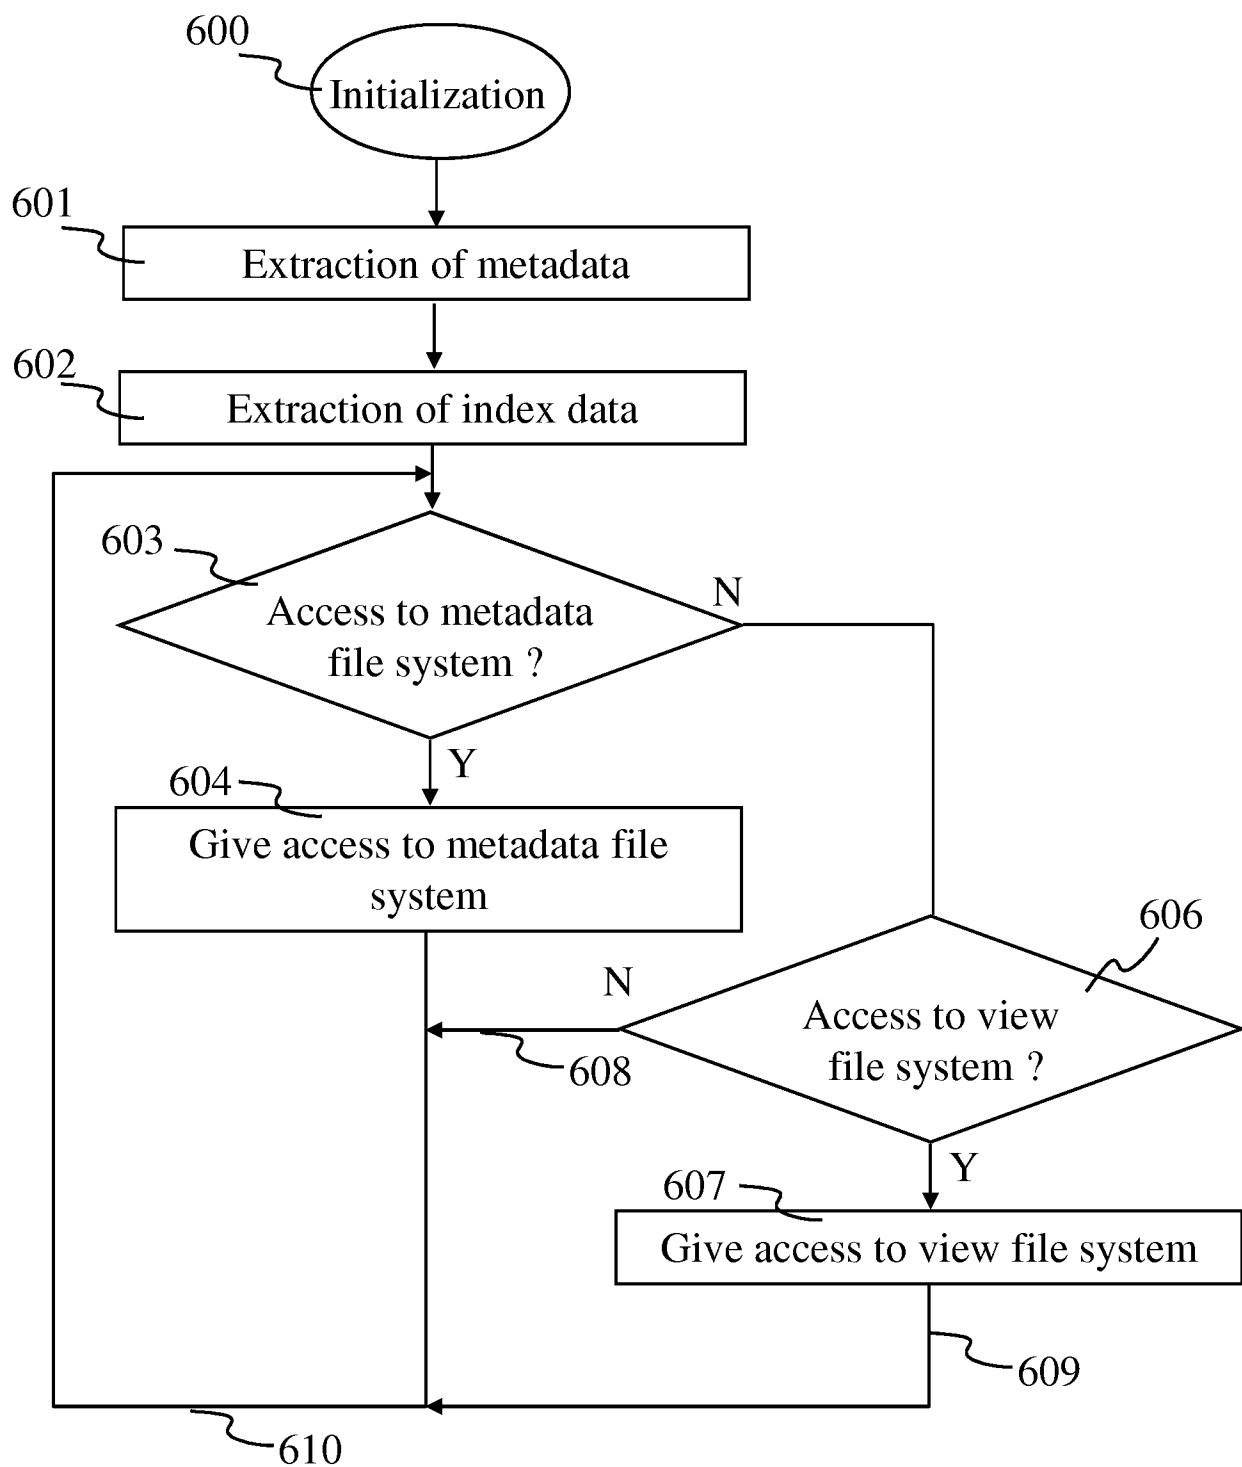 600
Initialization
601
Extraction of metadata
602
Extraction of index data
603
N
Access to metadata
file system ?
Y
604
Give access to metadata file
system
606
N
Access to view
file system ?
608
Y
607
Give access to view file system
609
610